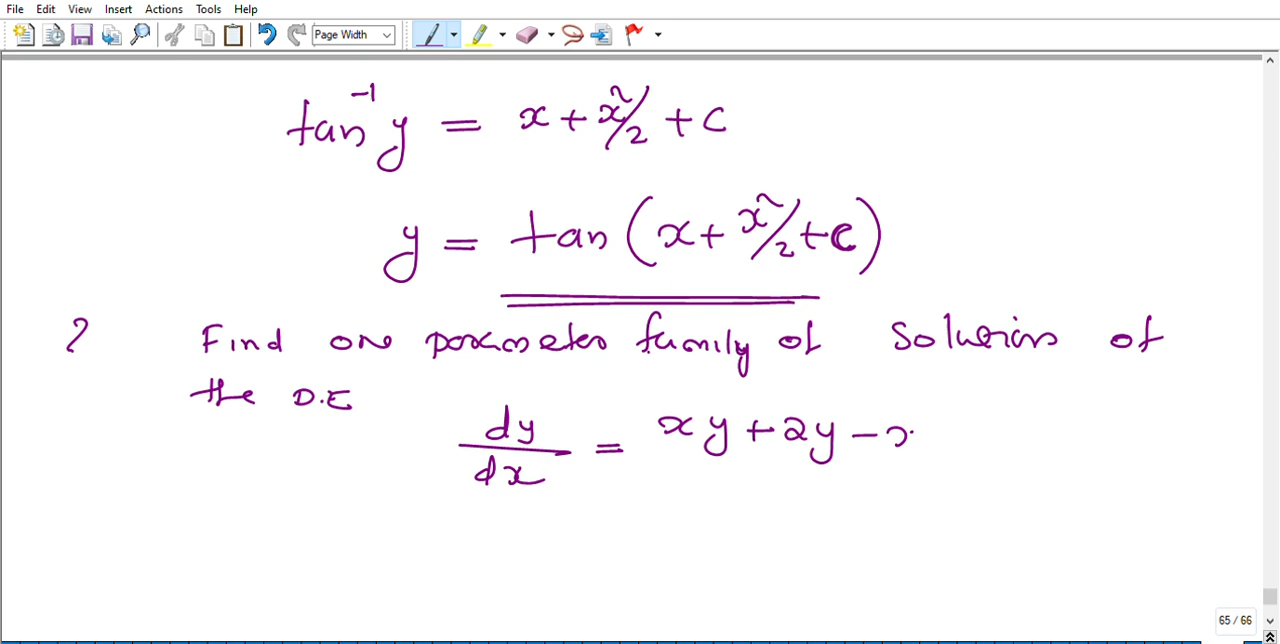 File Edit View Insert Actions Tools Help
Page Width
tan⁻¹ y = x + x²/2 + c
y = tan (x + x²/2 + c)
2 Find one parameter family of solutions of
the D.E
dy/dx = xy + 2y −
65 / 66